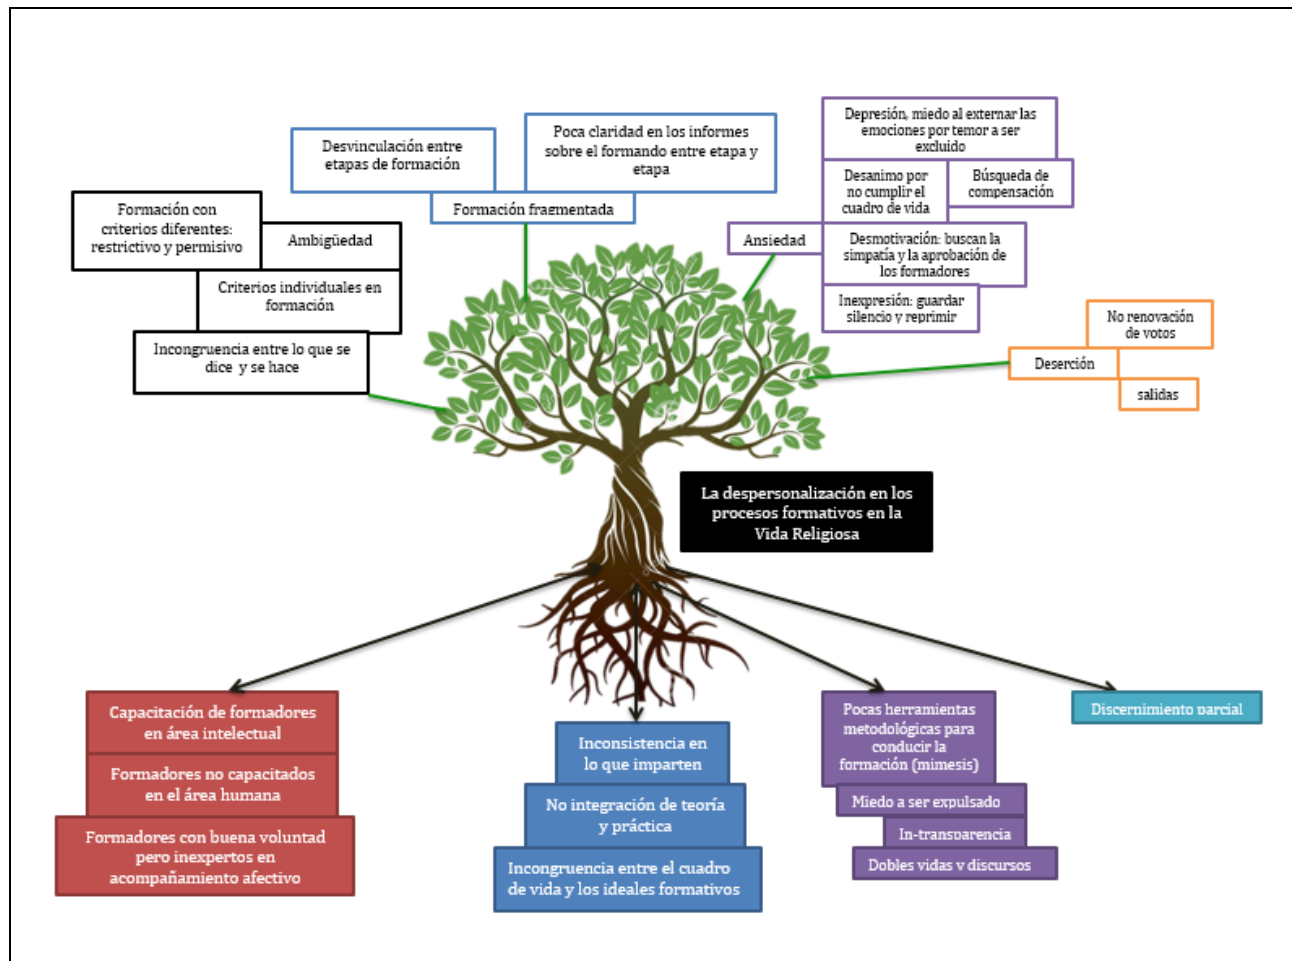 Depresión, miedo al externar las
emociones por temor a ser
excluido
Poca claridad en los informes
sobre el formando entre etapa y
etapa
Desvinculación entre
etapas de formación
Desanimo por
no cumplir el
cuadro de vida
Búsqueda de
compensación
Formación fragmentada
Formación con
criterios diferentes:
restrictivo y permisivo
Ambigüedad
Ansiedad
Desmotivación: buscan la
simpatía y la aprobación de
los formadores
Criterios individuales en
formación
Inexpresión: guardar
silencio y reprimir
No renovación
de votos
Incongruencia entre lo que se
dice y se hace
Deserción
salidas
La despersonalización en los
procesos formativos en la
Vida Religiosa
Capacitación de formadores
en área intelectual
Formadores no capacitados
en el área humana
Formadores con buena voluntad
pero inexpertos en
acompañamiento afectivo
Inconsistencia en
lo que imparten
No integración de teoría
y práctica
Incongruencia entre el cuadro
de vida y los ideales formativos
Pocas herramientas
metodológicas para
conducir la
formación (mimesis)
Miedo a ser expulsado
In-transparencia
Dobles vidas y discursos
Discernimiento parcial